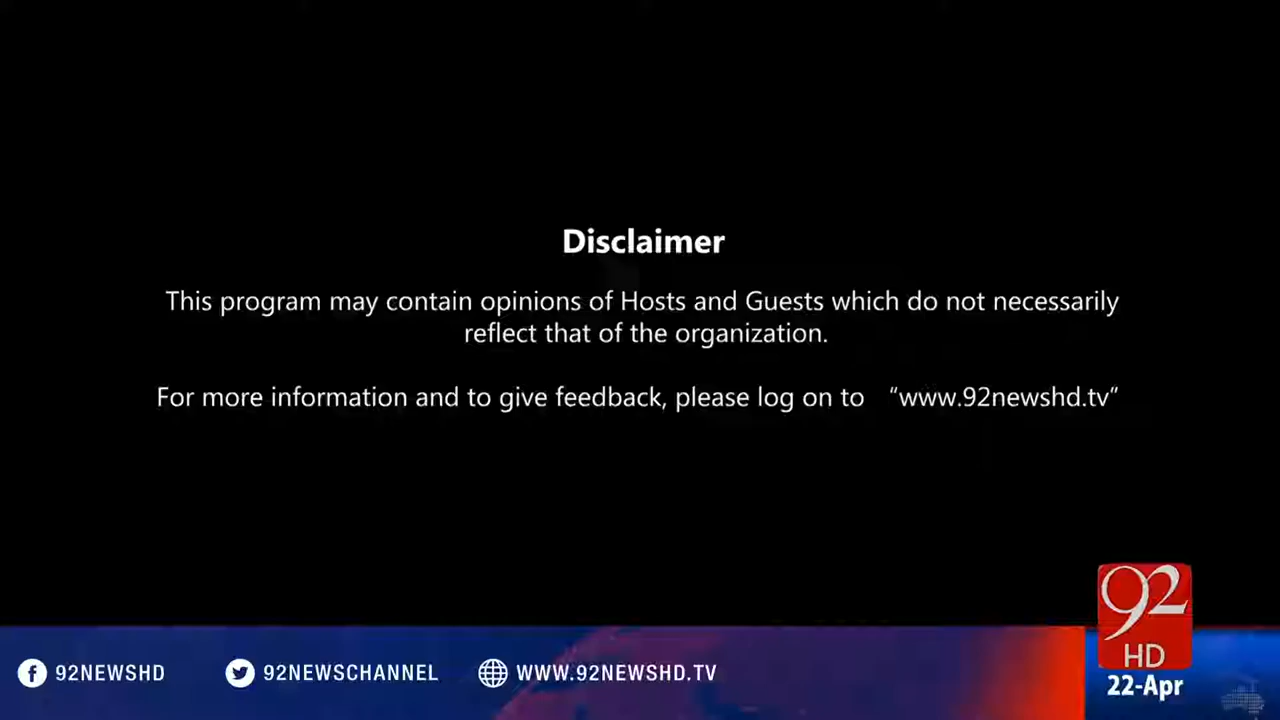 Disclaimer
This program may contain opinions of Hosts and Guests which do not necessarily
reflect that of the organization.
For more information and to give feedback, please log on to “www.92newshd.tv”
92
HD
22-Apr
92NEWSHD
92NEWSCHANNEL
WWW.92NEWSHD.TV